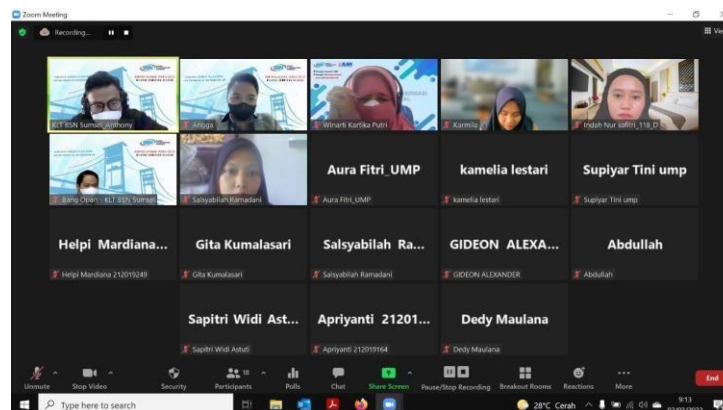 Zoom Meeting
Recording...
View
KLT BSN Sumsel_Anthony
Angga
Winarti Kartika Putri
Karmila
Indah Nur safitri_118_D
Bang Opan - KLT BSN Sumsel
Salsyabilah Ramadani
Aura Fitri_UMP
Aura Fitri_UMP
kamelia lestari
kamelia lestari
Supiyar Tini ump
Supiyar Tini ump
Helpi Mardiana...
Helpi Mardiana 212019249
Gita Kumalasari
Gita Kumalasari
Salsyabilah Ra...
Salsyabilah Ramadani
GIDEON ALEXA...
GIDEON ALEXANDER
Abdullah
Abdullah
Sapitri Widi Ast...
Sapitri Widi Astuti
Apriyanti 21201...
Apriyanti 212019164
Dedy Maulana
Dedy Maulana
Unmute
Stop Video
Security
Participants
18
Polls
Chat
Share Screen
Pause/Stop Recording
Breakout Rooms
Reactions
More
End
Type here to search
28°C Cerah
9:13